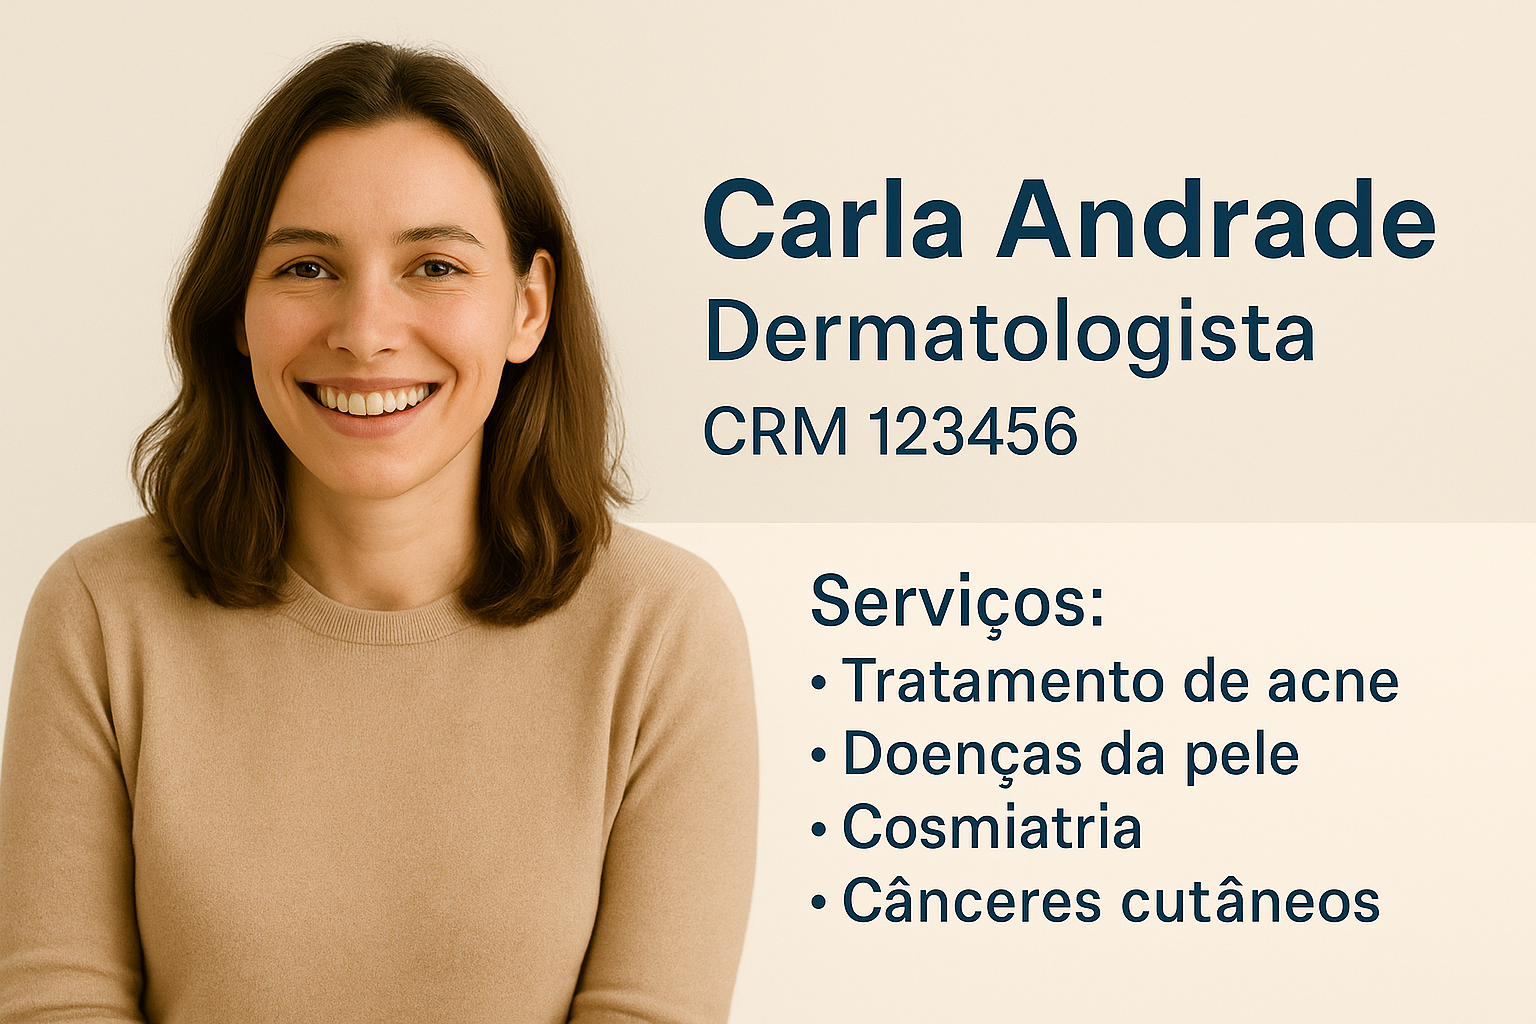 Carla Andrade
Dermatologista
CRM 123456
Serviços:
• Tratamento de acne
• Doenças da pele
• Cosmiatria
• Cânceres cutâneos